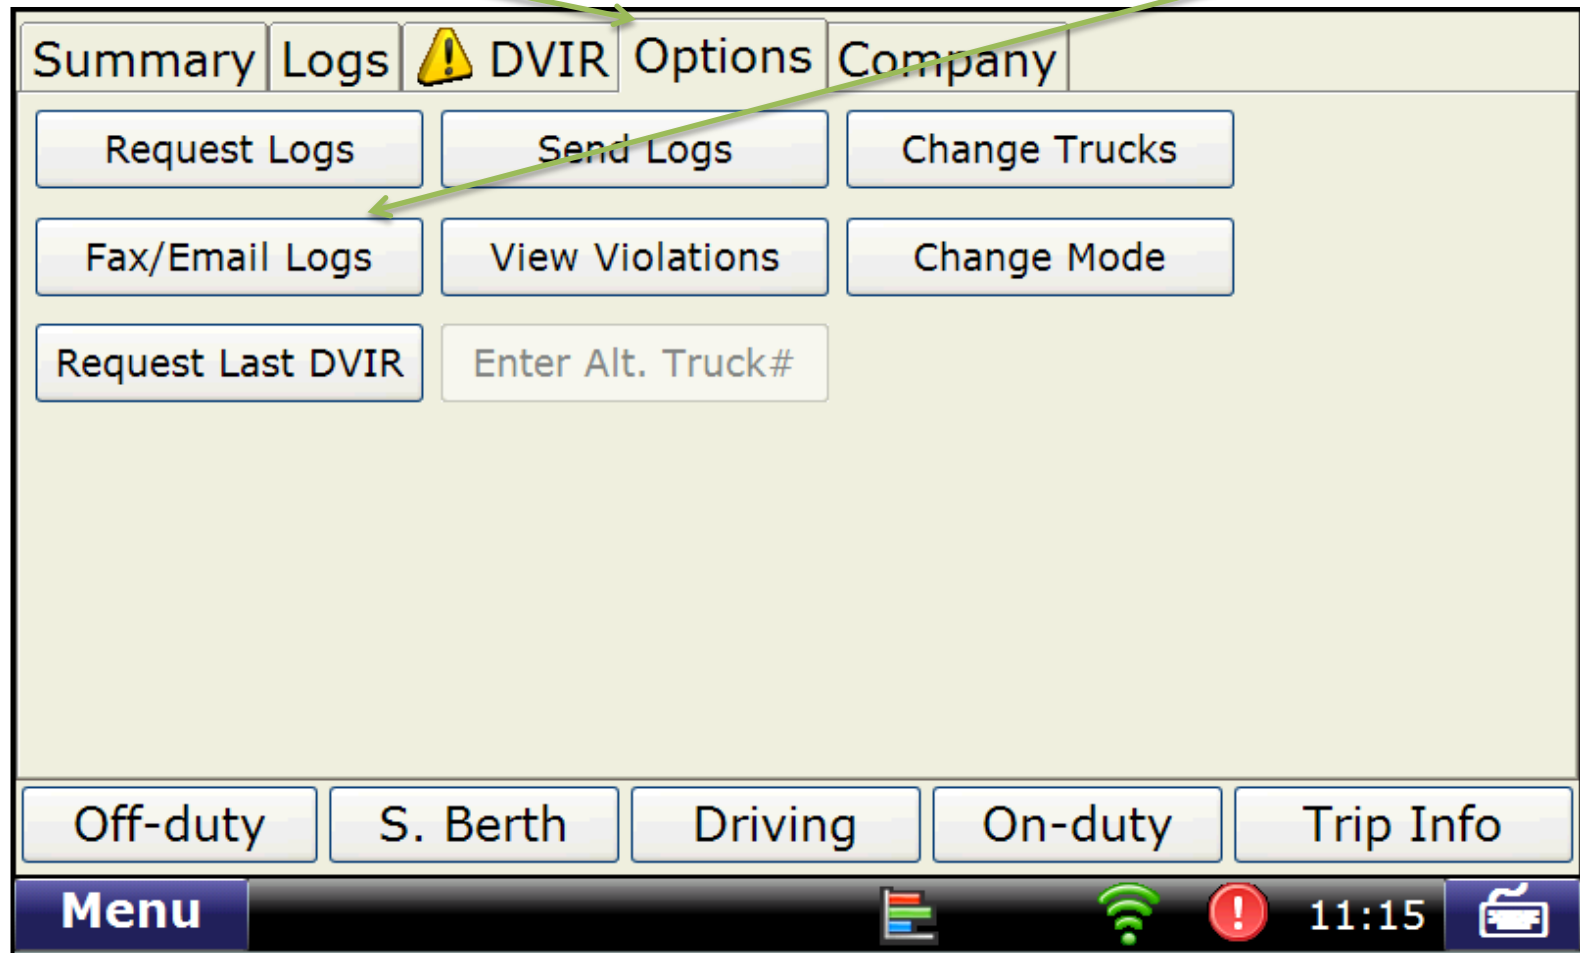 Summary Logs DVIR Options Company
Request Logs Send Logs Change Trucks
Fax/Email Logs View Violations Change Mode
Request Last DVIR Enter Alt. Truck#
Off-duty S. Berth Driving On-duty Trip Info
Menu 11:15